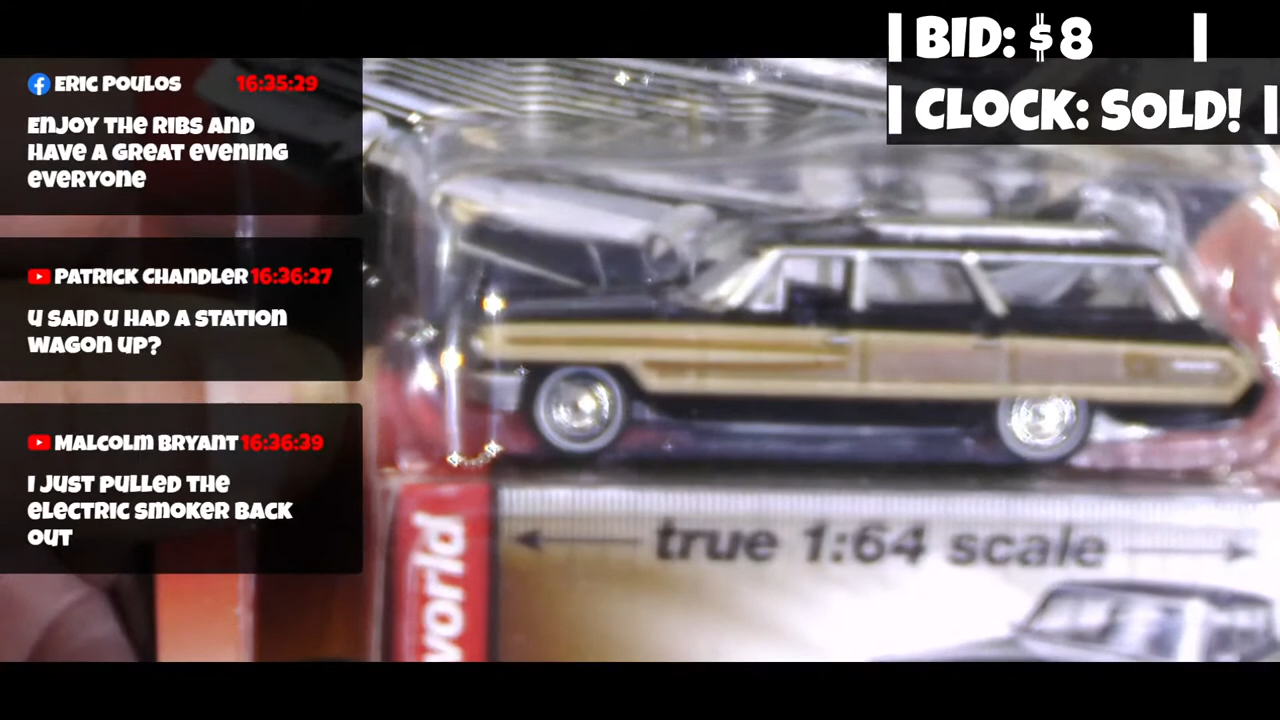 | BID: $8 |
| CLOCK: SOLD! |
ERIC POULOS 16:35:29
ENJOY THE RIBS AND
HAVE A GREAT EVENING
EVERYONE
PATRICK CHANDLER 16:36:27
U SAID U HAD A STATION
WAGON UP?
MALCOLM BRYANT 16:36:39
I JUST PULLED THE
ELECTRIC SMOKER BACK
OUT
true 1:64 scale
world